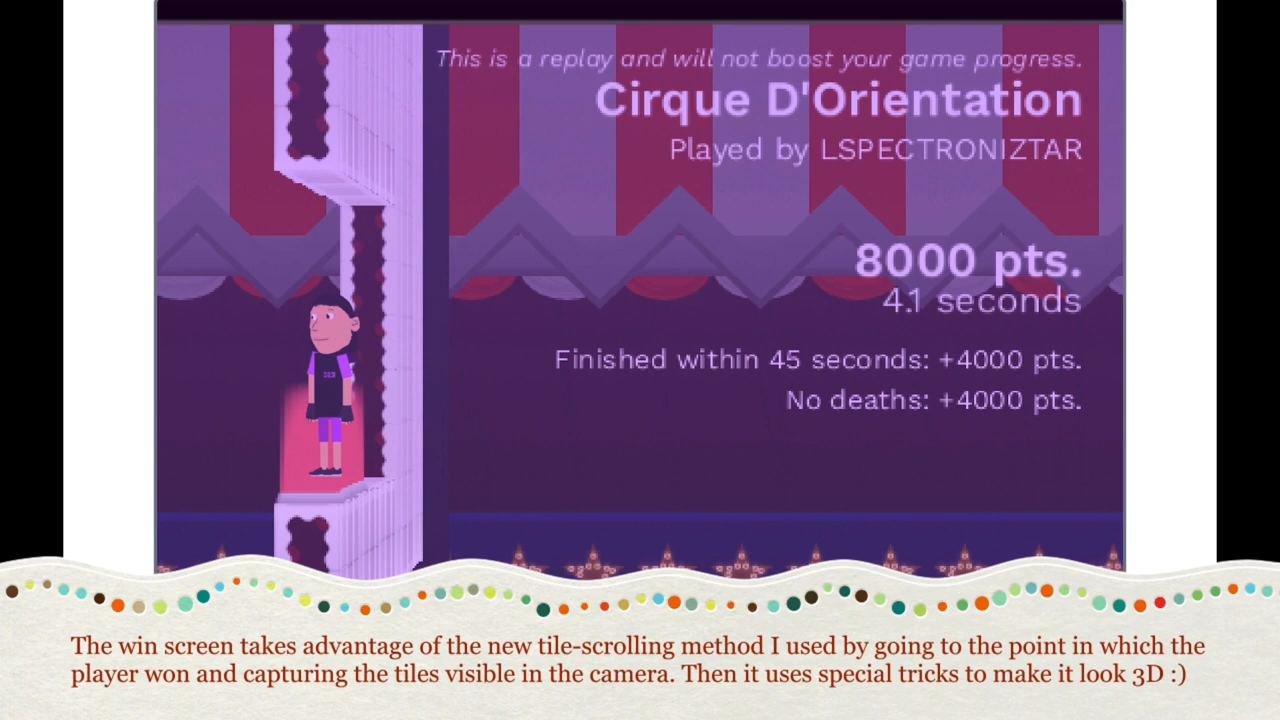 This is a replay and will not boost your game progress.
Cirque D'Orientation
Played by LSPECTRONIZTAR
8000 pts.
4.1 seconds
Finished within 45 seconds: +4000 pts.
No deaths: +4000 pts.
The win screen takes advantage of the new tile-scrolling method I used by going to the point in which the
player won and capturing the tiles visible in the camera. Then it uses special tricks to make it look 3D :)